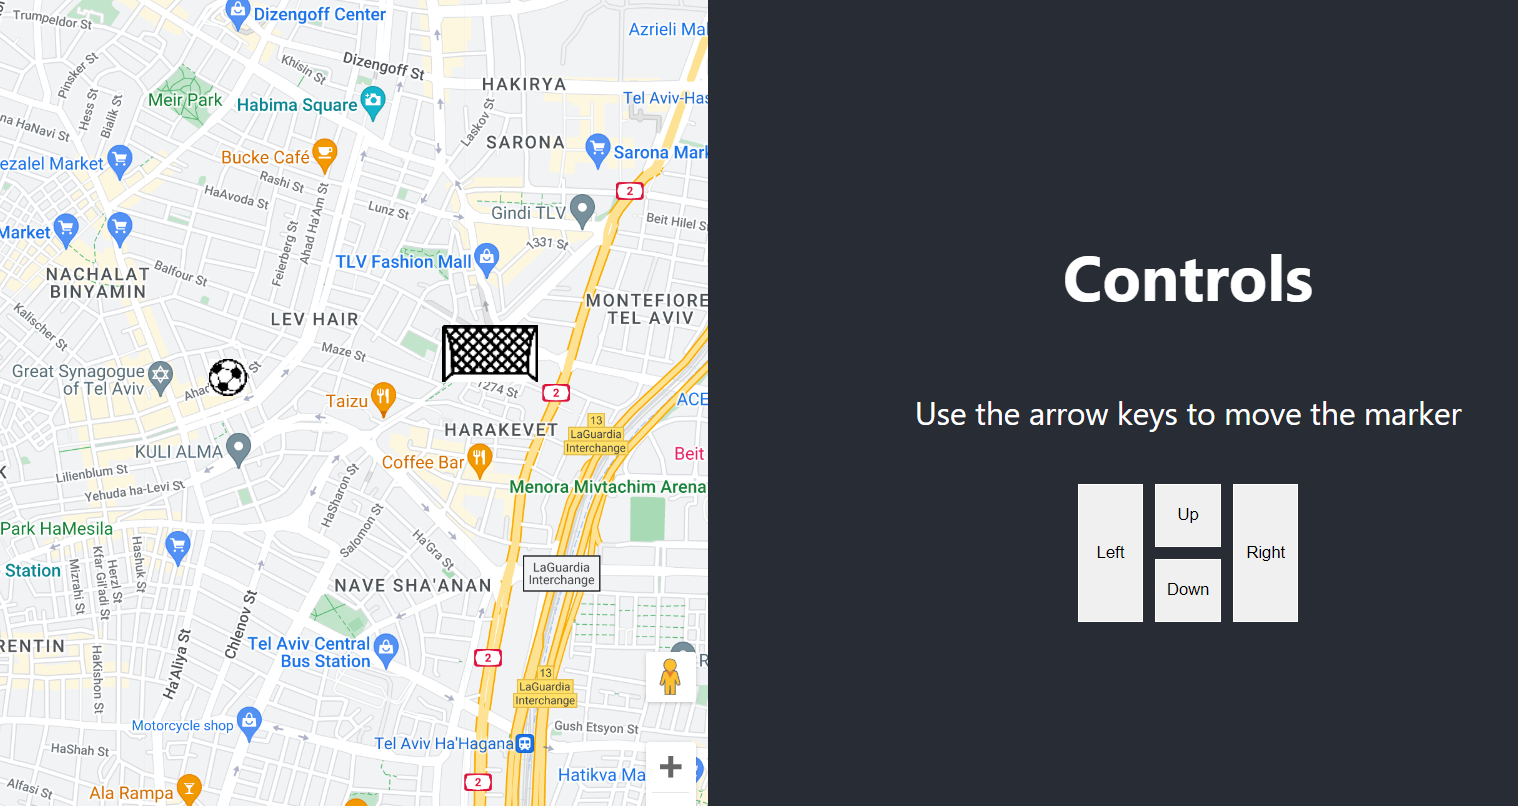 Trumpeldor St
Dizengoff Center
Azrieli Mal
Pinsker St
Khisin St
Dizengoff St
HAKIRYA
Meir Park
Habima Square
Tel Aviv-Has
Hess St
Bialik St
na HaNavi St
Laskov St
SARONA
Bucke Café
Sarona Mark
ezalel Market
Rashi St
HaAvoda St
2
Lunz St
Gindi TLV
Beit Hilel St
Market
Feierberg St
Ahad Ha'Am St
1331 St
TLV Fashion Mall
NACHALAT
BINYAMIN
Balfour St
MONTEFIORE
TEL AVIV
Kalischer St
LEV HAIR
Maze St
Great Synagogue
of Tel Aviv
Ahad
St
1274 St
2
Taizu
ACE
13
LaGuardia
Interchange
HARAKEVET
KULI ALMA
Coffee Bar
Beit
K
Lilienblum St
Yehuda ha-Levi St
HaSharon St
Menora Mivtachim Arena
Park HaMesila
Salomon St
Ha'Gra St
Station
Hashuk St
Kfar Gil'adi St
Herzl St
Mizrahi St
LaGuardia
Interchange
NAVE SHA'ANAN
Chlenov St
RENTIN
Tel Aviv Central
Bus Station
2
R
HaKishon St
Ha'Aliya St
13
LaGuardia
Interchange
Motorcycle shop
Gush Etsyon St
HaShah St
Tel Aviv Ha'Hagana
Hatikva Ma
2
Alfasi St
Ala Rampa
Controls
Use the arrow keys to move the marker
Up
Left
Right
Down